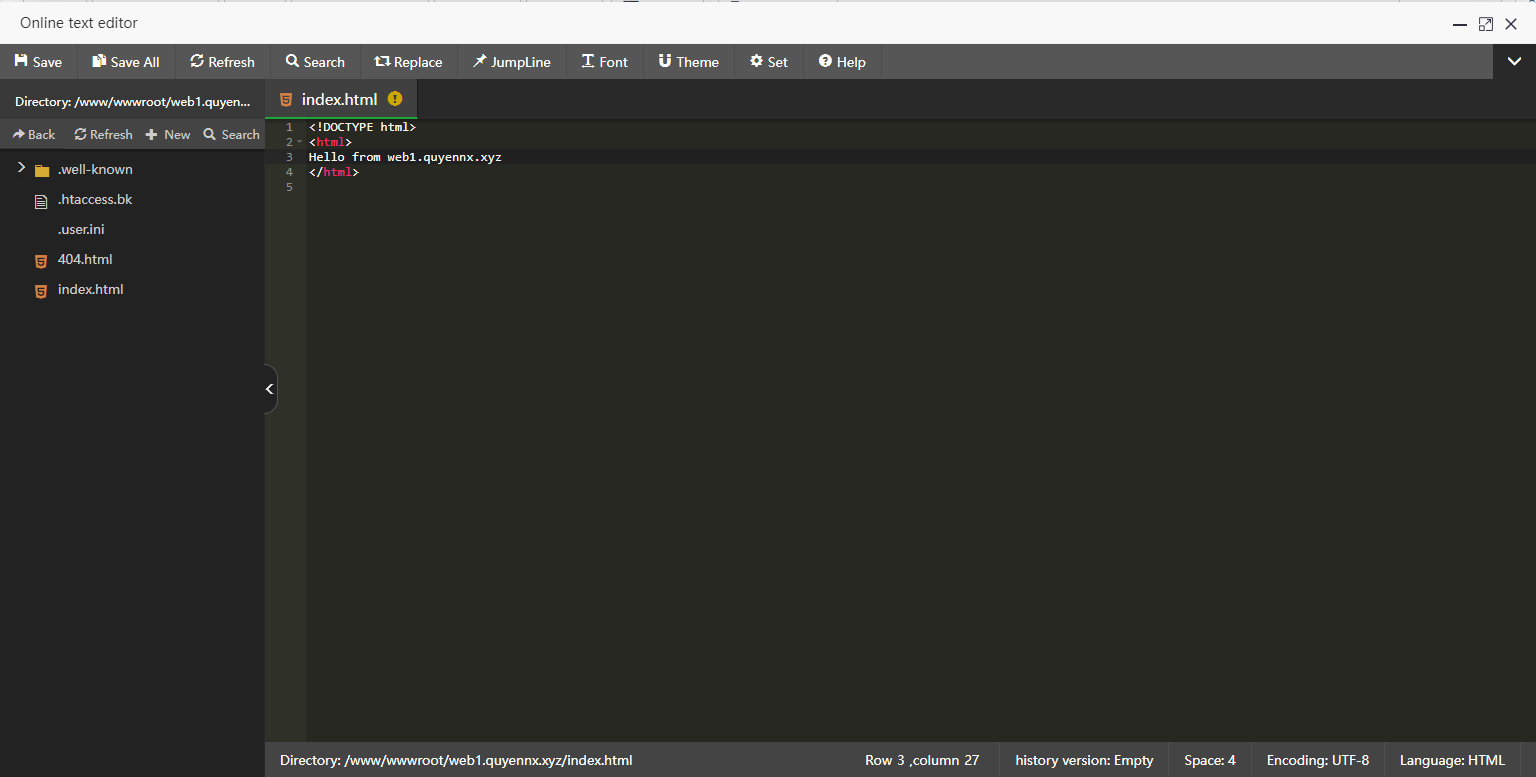 Online text editor
Save Save All Refresh Search Replace JumpLine Font Theme Set Help
Directory: /www/wwwroot/web1.quyen...
index.html
Back Refresh New Search
.well-known
.htaccess.bk
.user.ini
404.html
index.html
1 <!DOCTYPE html>
2 <html>
3 Hello from web1.quyennx.xyz
4 </html>
5
Directory: /www/wwwroot/web1.quyennx.xyz/index.html Row 3 ,column 27 history version: Empty Space: 4 Encoding: UTF-8 Language: HTML